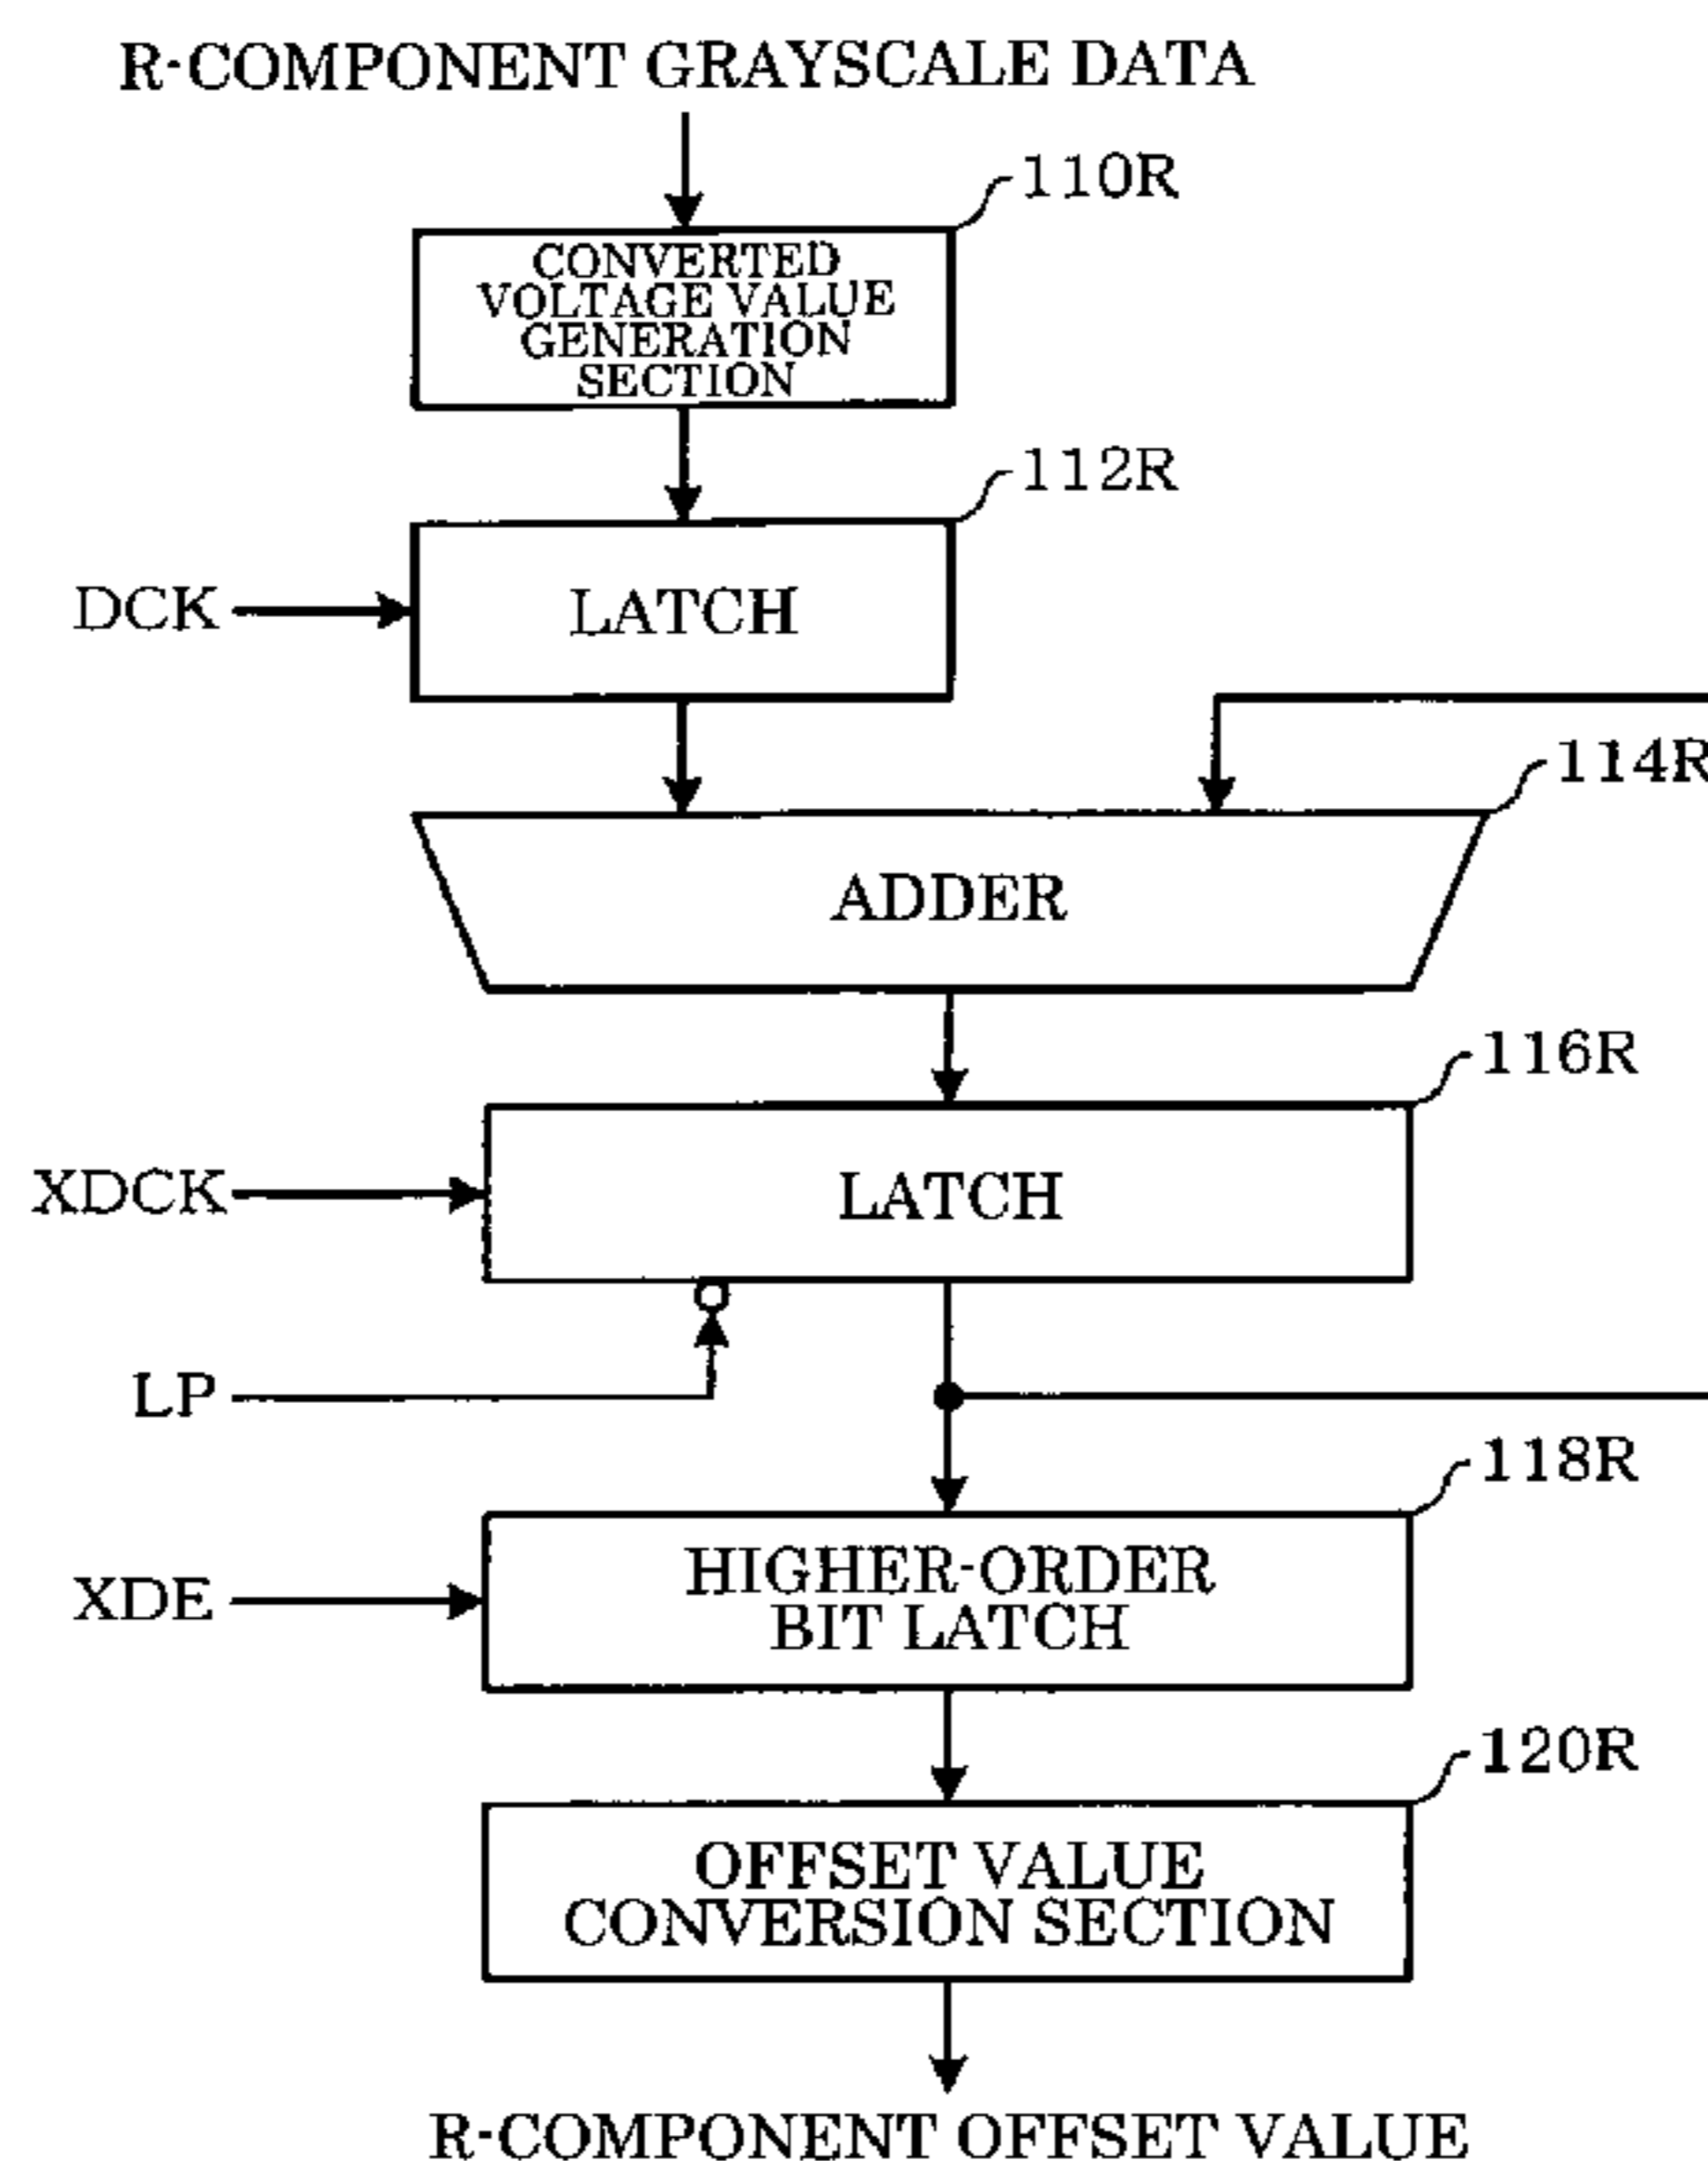 R-COMPONENT GRAYSCALE DATA
110R
CONVERTED
VOLTAGE VALUE
GENERATION
SECTION
112R
DCK
LATCH
114R
ADDER
116R
XDCK
LATCH
LP
118R
HIGHER-ORDER
BIT LATCH
XDE
120R
OFFSET VALUE
CONVERSION SECTION
R-COMPONENT OFFSET VALUE